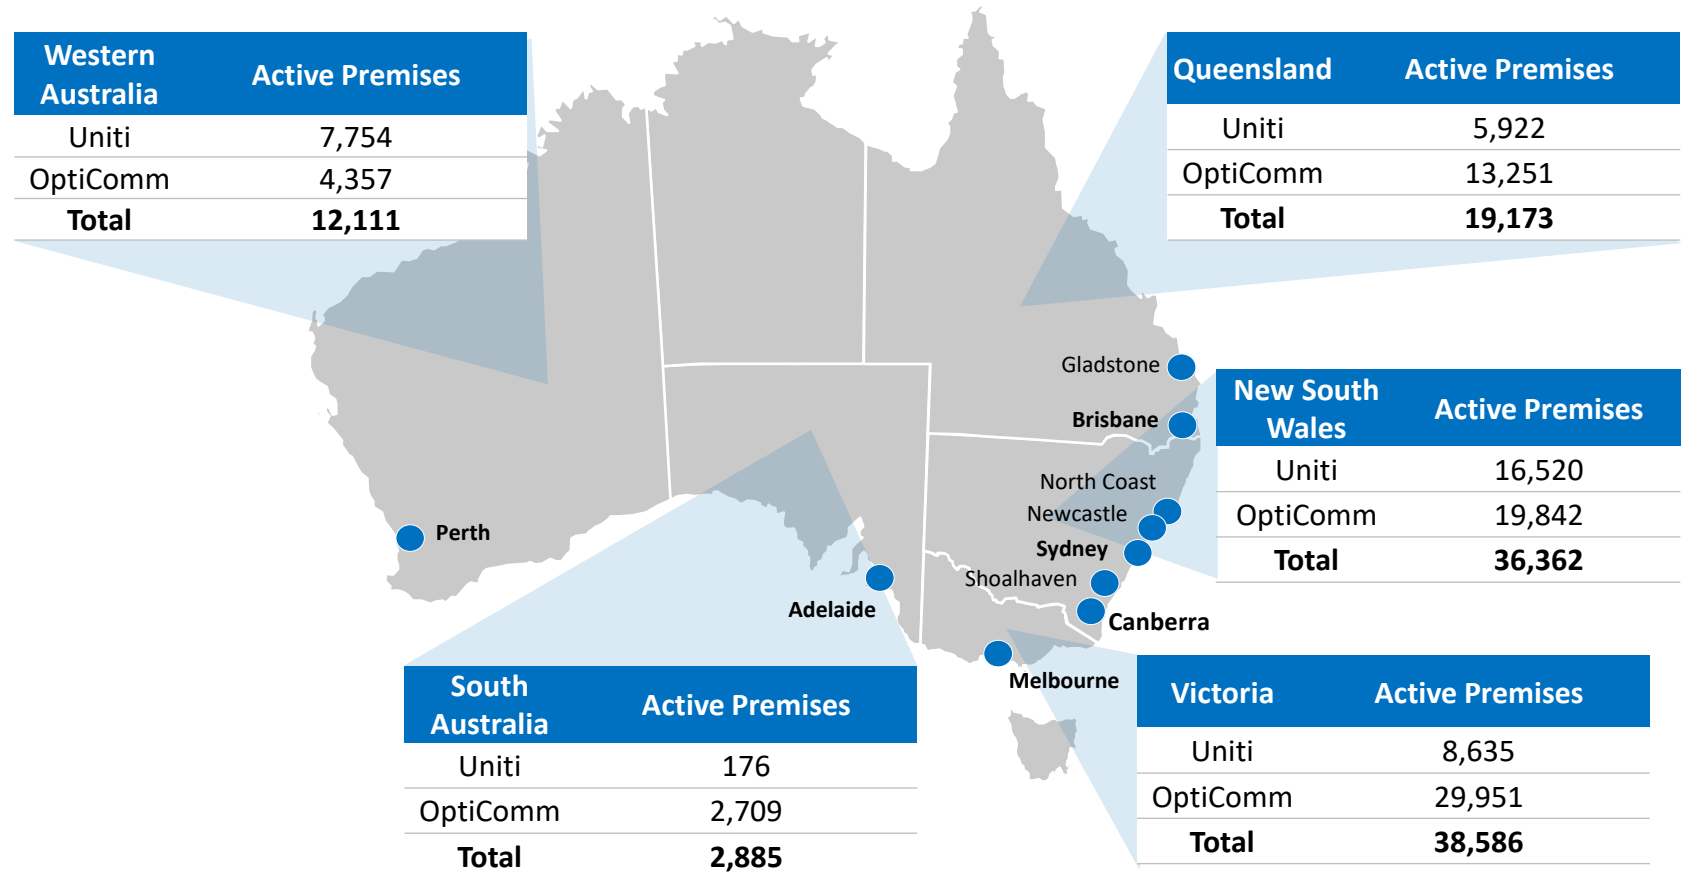 Western
Australia
Active Premises
Uniti 7,754
OptiComm 4,357
Total 12,111
Queensland Active Premises
Uniti 5,922
OptiComm 13,251
Total 19,173
Gladstone
Brisbane
North Coast
Newcastle
Sydney
Shoalhaven
Canberra
Melbourne
Adelaide
Perth
New South
Wales
Active Premises
Uniti 16,520
OptiComm 19,842
Total 36,362
South
Australia
Active Premises
Uniti 176
OptiComm 2,709
Total 2,885
Victoria Active Premises
Uniti 8,635
OptiComm 29,951
Total 38,586